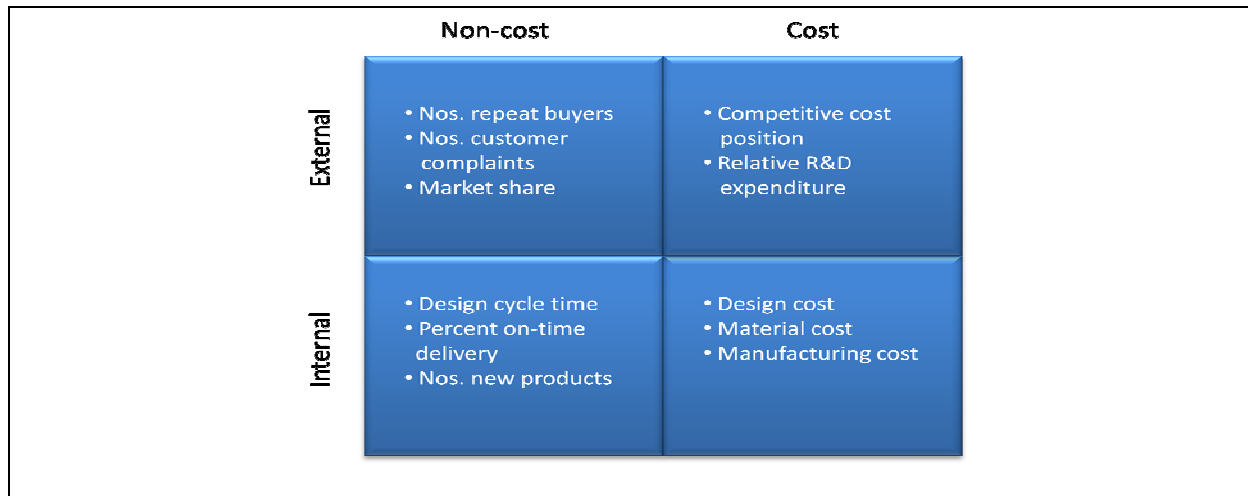 Non-cost
Cost
External
• Nos. repeat buyers
• Nos. customer
complaints
• Market share
• Competitive cost
position
• Relative R&D
expenditure
Internal
• Design cycle time
• Percent on-time
delivery
• Nos. new products
• Design cost
• Material cost
• Manufacturing cost